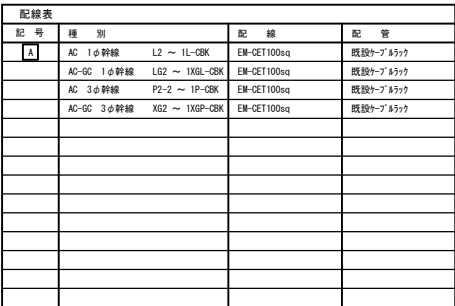 配線表
記 号 種 別 配 線 配 管
A AC 1φ幹線 L2 ～ 1L-CBK EM-CET100sq 既設ｹｰﾌﾞﾙﾗｯｸ
AC-GC 1φ幹線 LG2 ～ 1XGL-CBK EM-CET100sq 既設ｹｰﾌﾞﾙﾗｯｸ
AC 3φ幹線 P2-2 ～ 1P-CBK EM-CET100sq 既設ｹｰﾌﾞﾙﾗｯｸ
AC-GC 3φ幹線 XG2 ～ 1XGP-CBK EM-CET100sq 既設ｹｰﾌﾞﾙﾗｯｸ